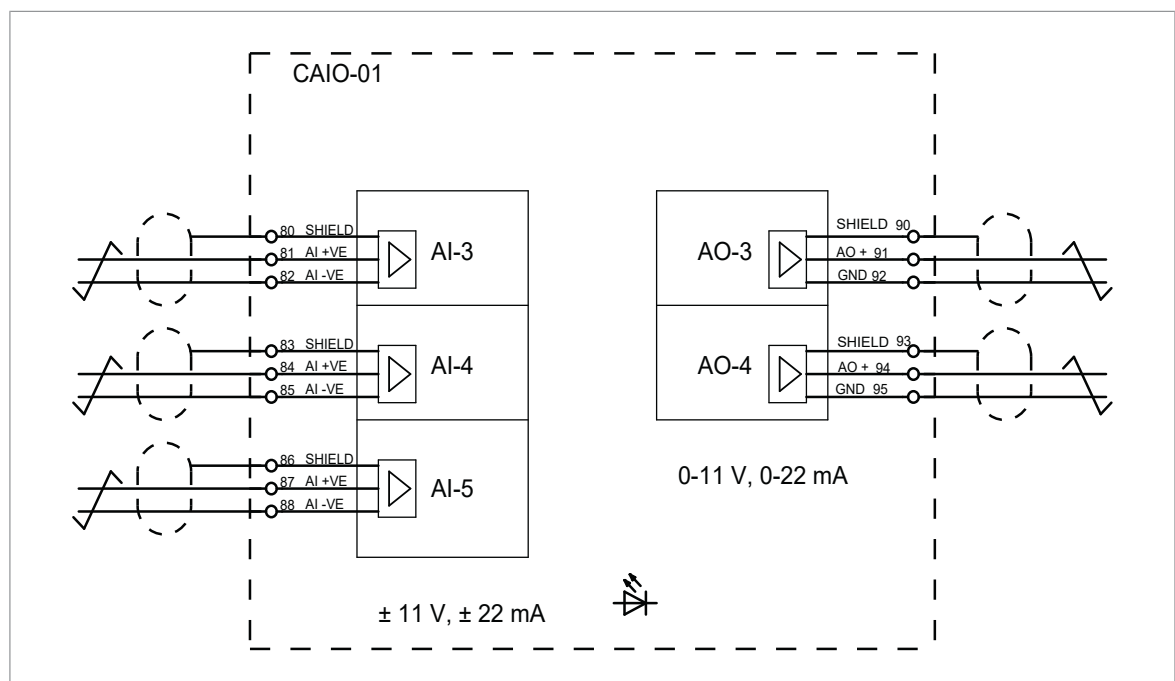 CAIO-01
80 SHIELD
81 AI +VE
82 AI -VE
AI-3
83 SHIELD
84 AI +VE
85 AI -VE
AI-4
86 SHIELD
87 AI +VE
88 AI -VE
AI-5
± 11 V, ± 22 mA
AO-3
SHIELD 90
AO + 91
GND 92
AO-4
SHIELD 93
AO + 94
GND 95
0-11 V, 0-22 mA